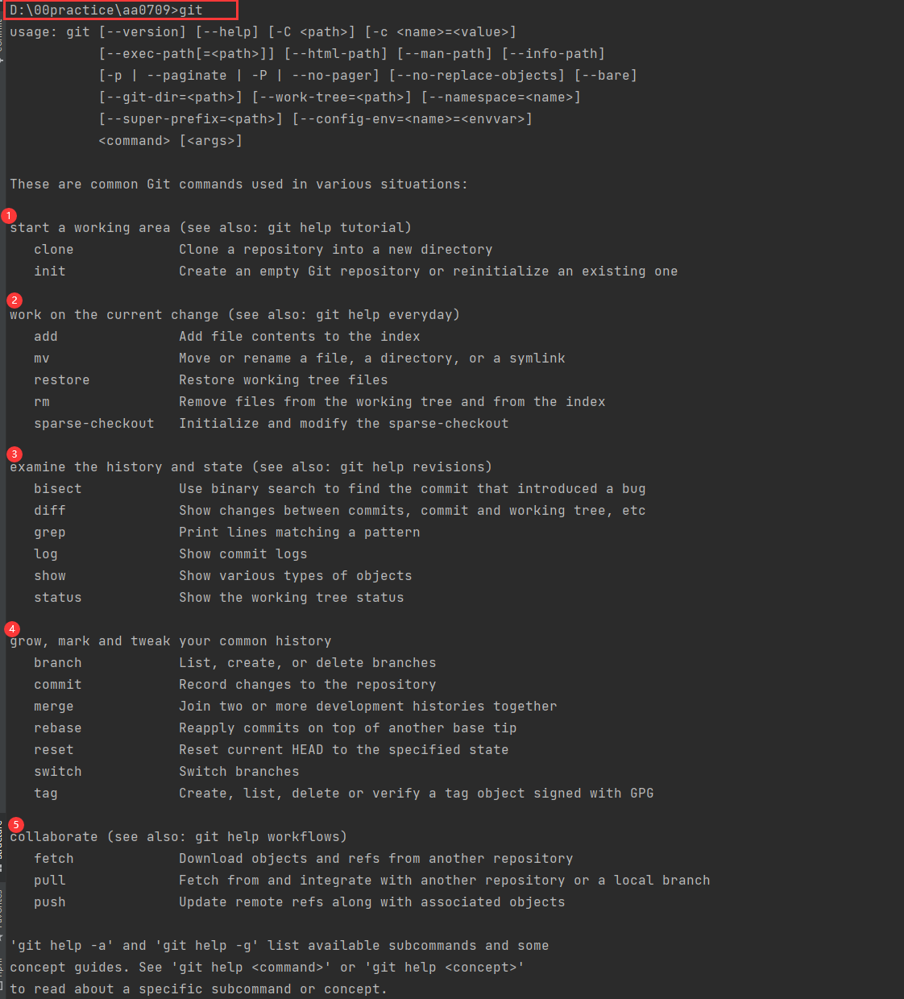 D:\00practice\aa0709>git
usage: git [--version] [--help] [-C <path>] [-c <name>=<value>]
           [--exec-path[=<path>]] [--html-path] [--man-path] [--info-path]
           [-p | --paginate | -P | --no-pager] [--no-replace-objects] [--bare]
           [--git-dir=<path>] [--work-tree=<path>] [--namespace=<name>]
           [--super-prefix=<path>] [--config-env=<name>=<envvar>]
           <command> [<args>]

These are common Git commands used in various situations:

1
start a working area (see also: git help tutorial)
   clone             Clone a repository into a new directory
   init              Create an empty Git repository or reinitialize an existing one

2
work on the current change (see also: git help everyday)
   add               Add file contents to the index
   mv                Move or rename a file, a directory, or a symlink
   restore           Restore working tree files
   rm                Remove files from the working tree and from the index
   sparse-checkout   Initialize and modify the sparse-checkout

3
examine the history and state (see also: git help revisions)
   bisect            Use binary search to find the commit that introduced a bug
   diff              Show changes between commits, commit and working tree, etc
   grep              Print lines matching a pattern
   log               Show commit logs
   show              Show various types of objects
   status            Show the working tree status

4
grow, mark and tweak your common history
   branch            List, create, or delete branches
   commit            Record changes to the repository
   merge             Join two or more development histories together
   rebase            Reapply commits on top of another base tip
   reset             Reset current HEAD to the specified state
   switch            Switch branches
   tag               Create, list, delete or verify a tag object signed with GPG

5
collaborate (see also: git help workflows)
   fetch             Download objects and refs from another repository
   pull              Fetch from and integrate with another repository or a local branch
   push              Update remote refs along with associated objects

'git help -a' and 'git help -g' list available subcommands and some
concept guides. See 'git help <command>' or 'git help <concept>'
to read about a specific subcommand or concept.